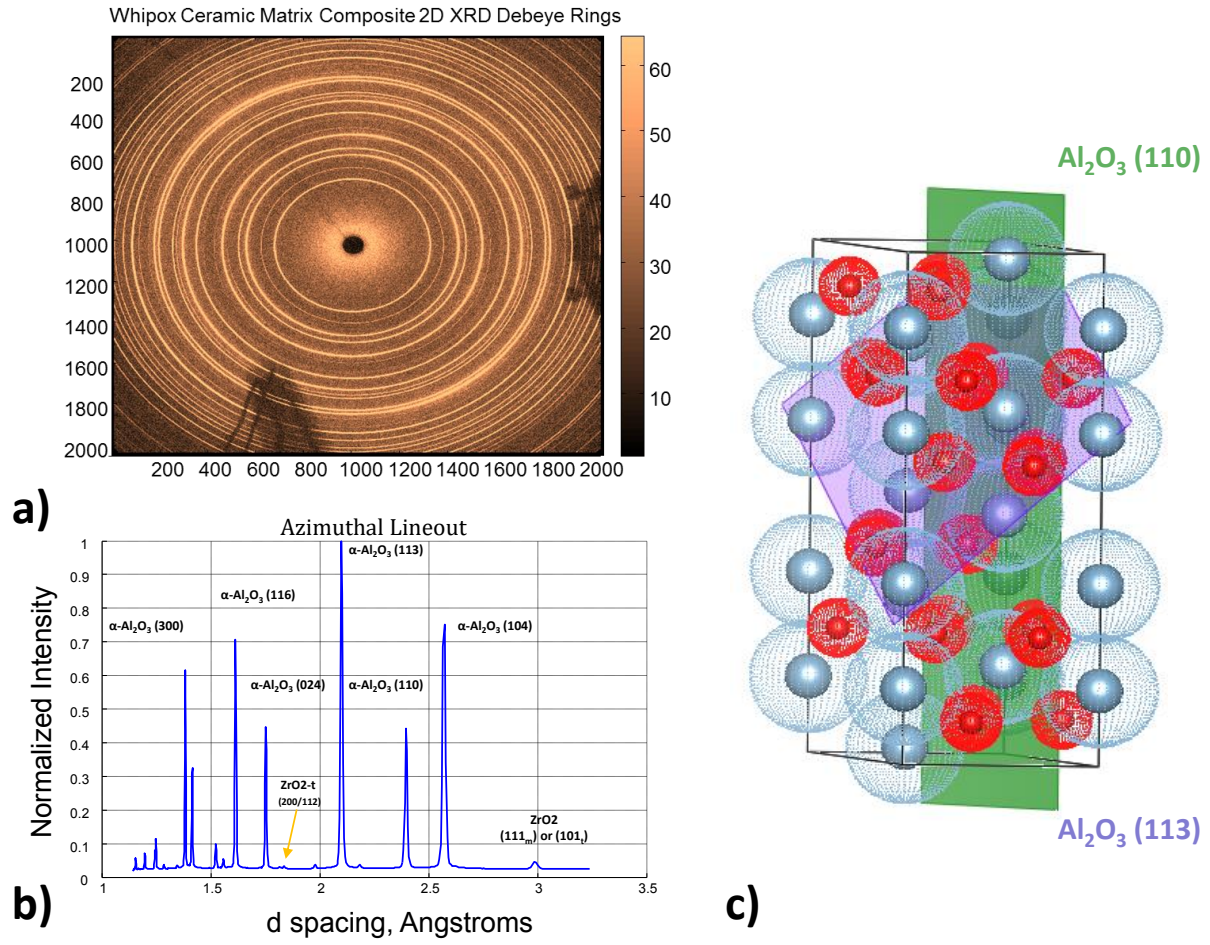 Whipox Ceramic Matrix Composite 2D XRD Debeye Rings
200
400
600
800
1000
1200
1400
1600
1800
2000
200 400 600 800 1000 1200 1400 1600 1800 2000
60
50
40
30
20
10
a)
Azimuthal Lineout
Normalized Intensity
1
0.9
0.8
0.7
0.6
0.5
0.4
0.3
0.2
0.1
0
α-Al₂O₃ (113)
α-Al₂O₃ (116)
α-Al₂O₃ (300)
α-Al₂O₃ (104)
α-Al₂O₃ (024)
α-Al₂O₃ (110)
ZrO2-t
(200/112)
ZrO2
(111ₘ) or (101ₜ)
1 1.5 2 2.5 3 3.5
d spacing, Angstroms
b)
Al₂O₃ (110)
Al₂O₃ (113)
c)